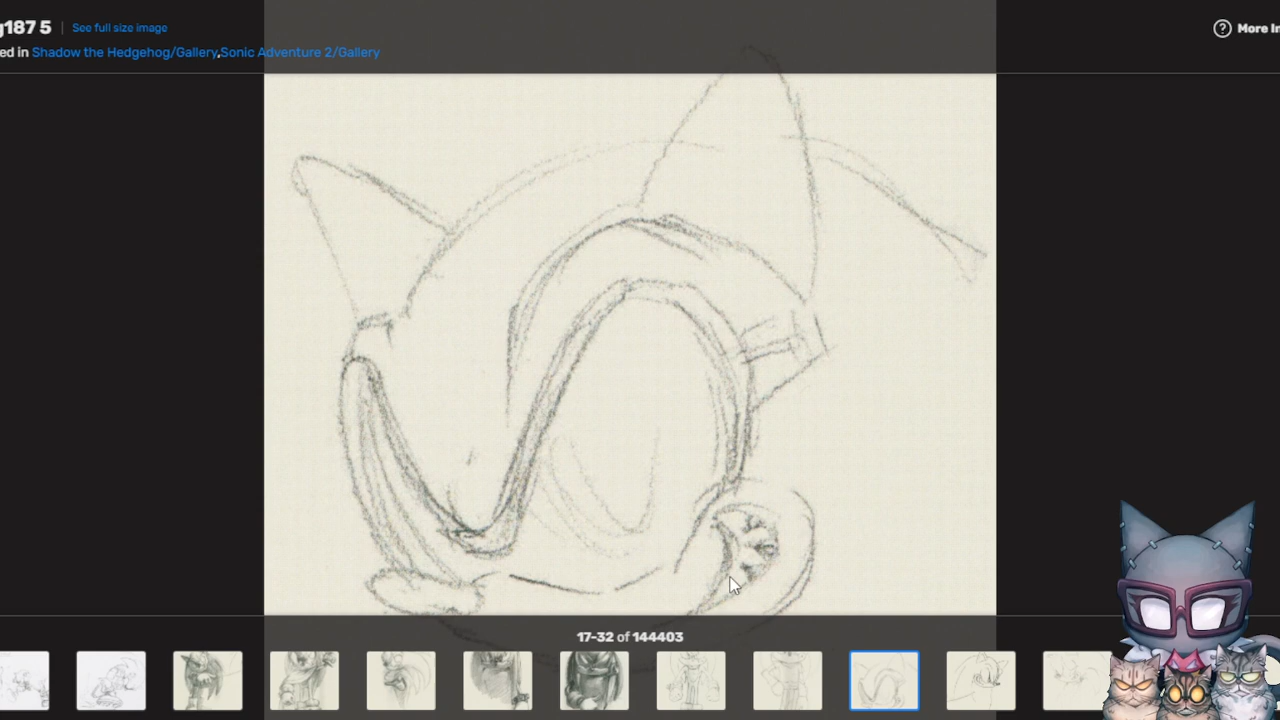 g187 5 | See full size image
More In
ed in Shadow the Hedgehog/Gallery,Sonic Adventure 2/Gallery
17-32 of 144403